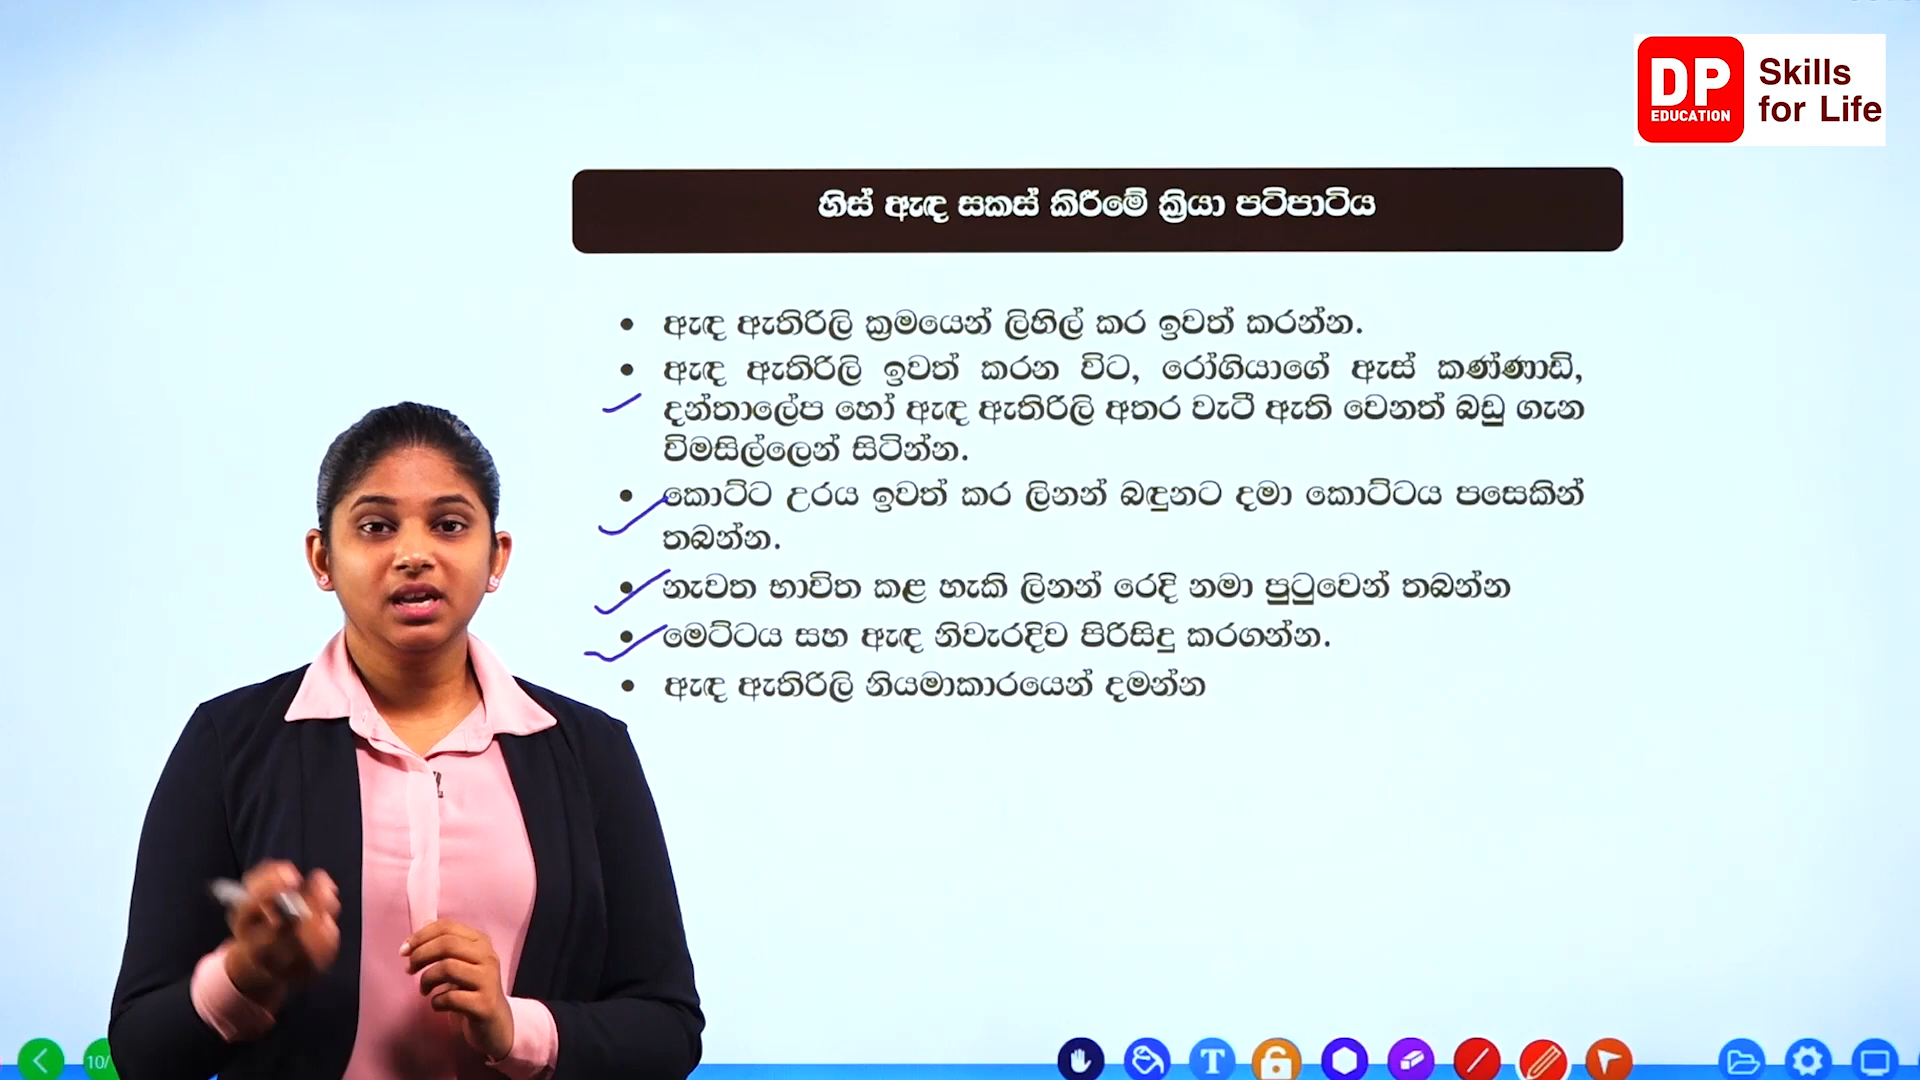 DP
EDUCATION
Skills
for Life
හිස් ඇඳ සකස් කිරීමේ ක්‍රියා පටිපාටිය
• ඇඳ ඇතිරිලි ක්‍රමයෙන් ලිහිල් කර ඉවත් කරන්න.
• ඇඳ ඇතිරිලි ඉවත් කරන විට, රෝගියාගේ ඇස් කණ්ණාඩි,
දන්තාලේප හෝ ඇඳ ඇතිරිලි අතර වැටී ඇති වෙනත් බඩු ගැන
විමසිල්ලෙන් සිටින්න.
• කොට්ට උරය ඉවත් කර ලිනන් බඳුනට දමා කොට්ටය පසෙකින්
තබන්න.
• නැවත භාවිත කළ හැකි ලිනන් රෙදි නමා පුටුවෙන් තබන්න
• මෙට්ටය සහ ඇඳ නිවැරදිව පිරිසිදු කරගන්න.
• ඇඳ ඇතිරිලි නියමාකාරයෙන් දමන්න
10/
T